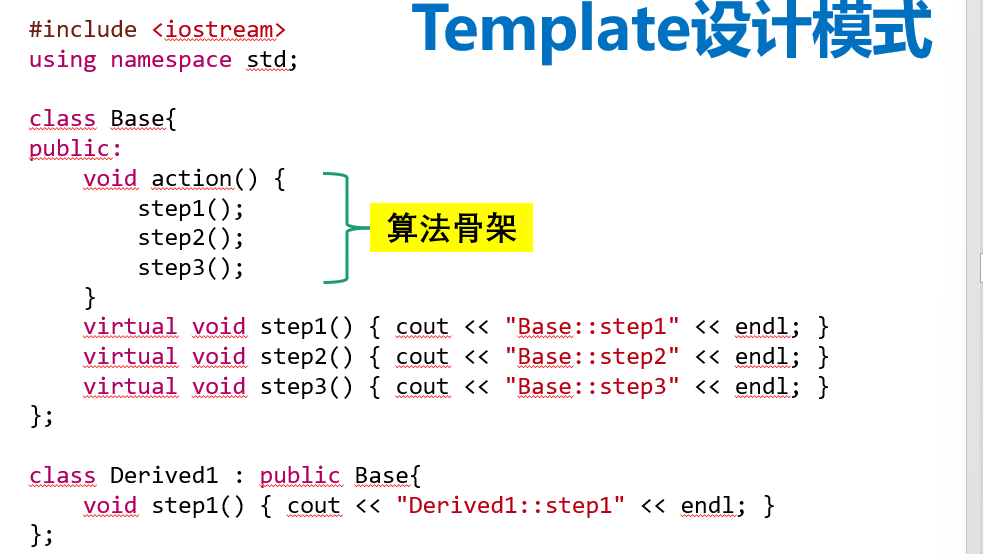 Template设计模式
#include <iostream>
using namespace std;
class Base{
public:
    void action() {
        step1();
        step2();
        step3();
    }
算法骨架
    virtual void step1() { cout << "Base::step1" << endl; }
    virtual void step2() { cout << "Base::step2" << endl; }
    virtual void step3() { cout << "Base::step3" << endl; }
};
class Derived1 : public Base{
    void step1() { cout << "Derived1::step1" << endl; }
};